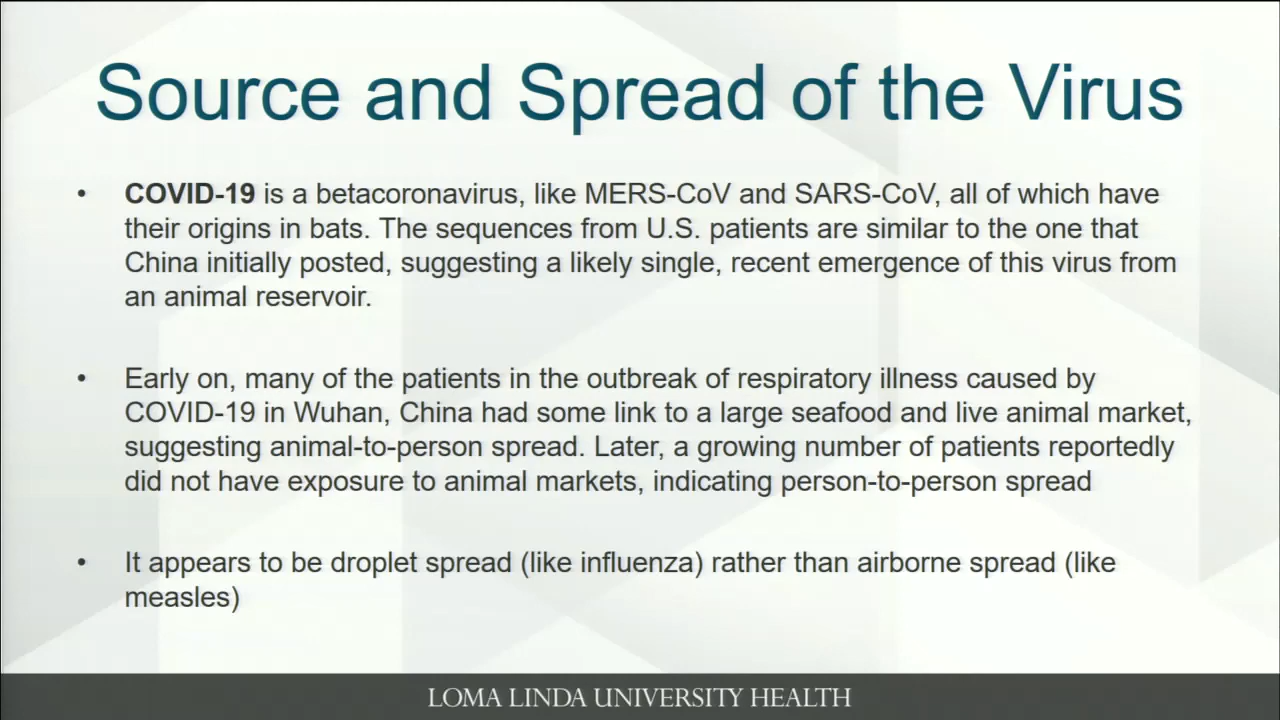 Source and Spread of the Virus
• COVID-19 is a betacoronavirus, like MERS-CoV and SARS-CoV, all of which have
their origins in bats. The sequences from U.S. patients are similar to the one that
China initially posted, suggesting a likely single, recent emergence of this virus from
an animal reservoir.
• Early on, many of the patients in the outbreak of respiratory illness caused by
COVID-19 in Wuhan, China had some link to a large seafood and live animal market,
suggesting animal-to-person spread. Later, a growing number of patients reportedly
did not have exposure to animal markets, indicating person-to-person spread
• It appears to be droplet spread (like influenza) rather than airborne spread (like
measles)
LOMA LINDA UNIVERSITY HEALTH